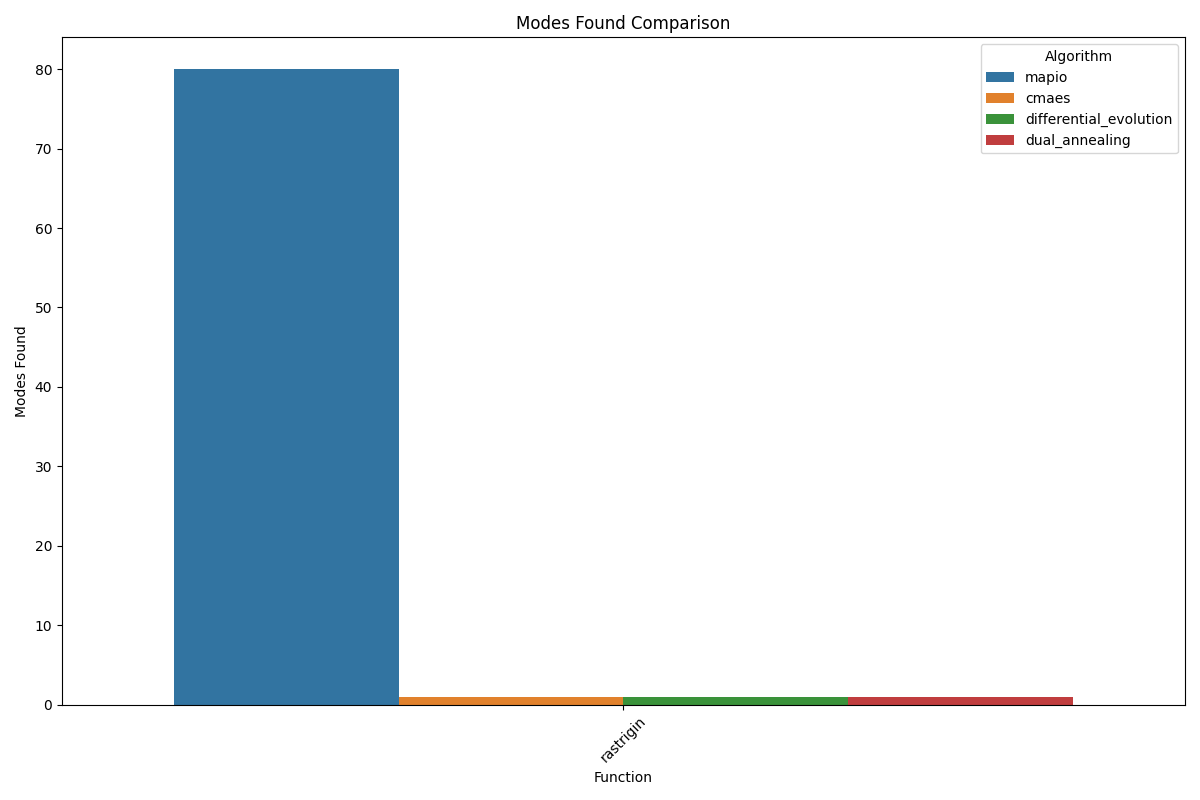 Modes Found Comparison
Algorithm
mapio
cmaes
differential_evolution
dual_annealing
80
70
60
50
40
30
20
10
0
Modes Found
rastrigin
Function